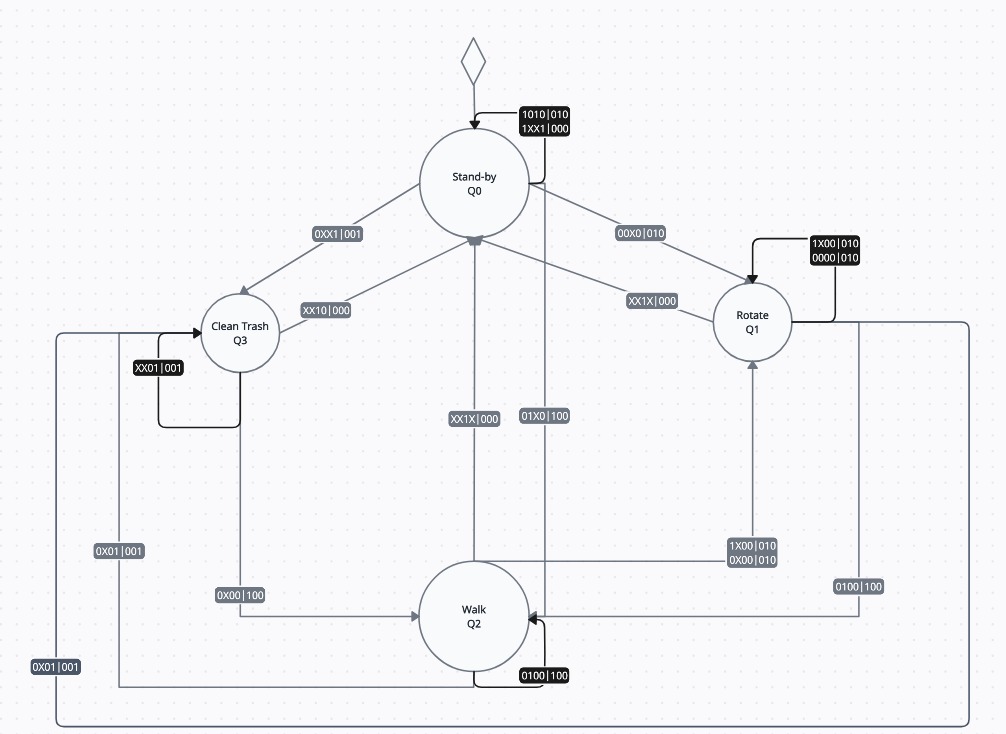 1010|010
1XX1|000
Stand-by
Q0
0XX1|001
00X0|010
1X00|010
0000|010
XX10|000
XX1X|000
Rotate
Q1
Clean Trash
Q3
XX01|001
XX1X|000
01X0|100
0X01|001
1X00|010
0X00|010
0X00|100
0100|100
Walk
Q2
0X01|001
0100|100